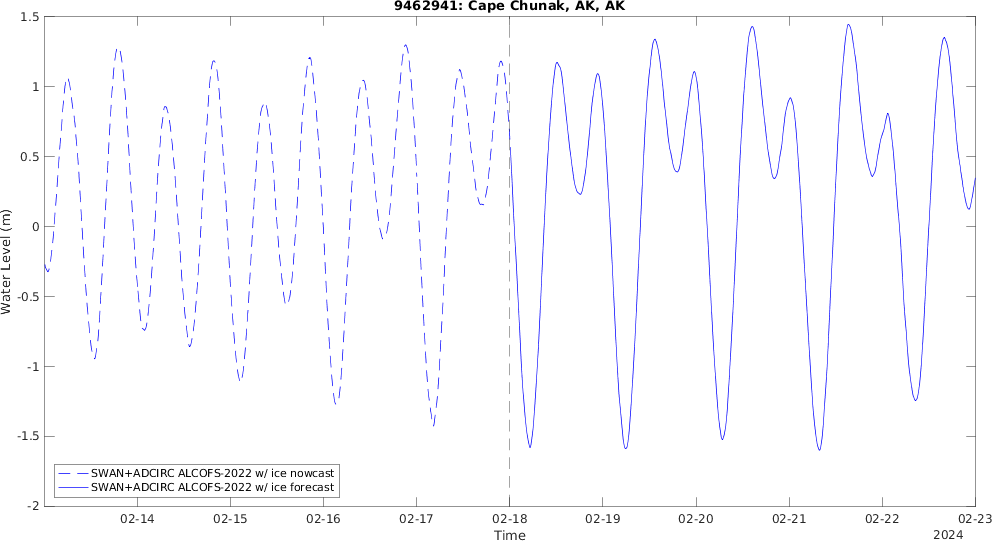 9462941: Cape Chunak, AK, AK
Water Level (m)
1.5
1
0.5
0
-0.5
-1
-1.5
-2
SWAN+ADCIRC ALCOFS-2022 w/ ice nowcast
SWAN+ADCIRC ALCOFS-2022 w/ ice forecast
02-14 02-15 02-16 02-17 02-18 02-19 02-20 02-21 02-22 02-23
Time
2024